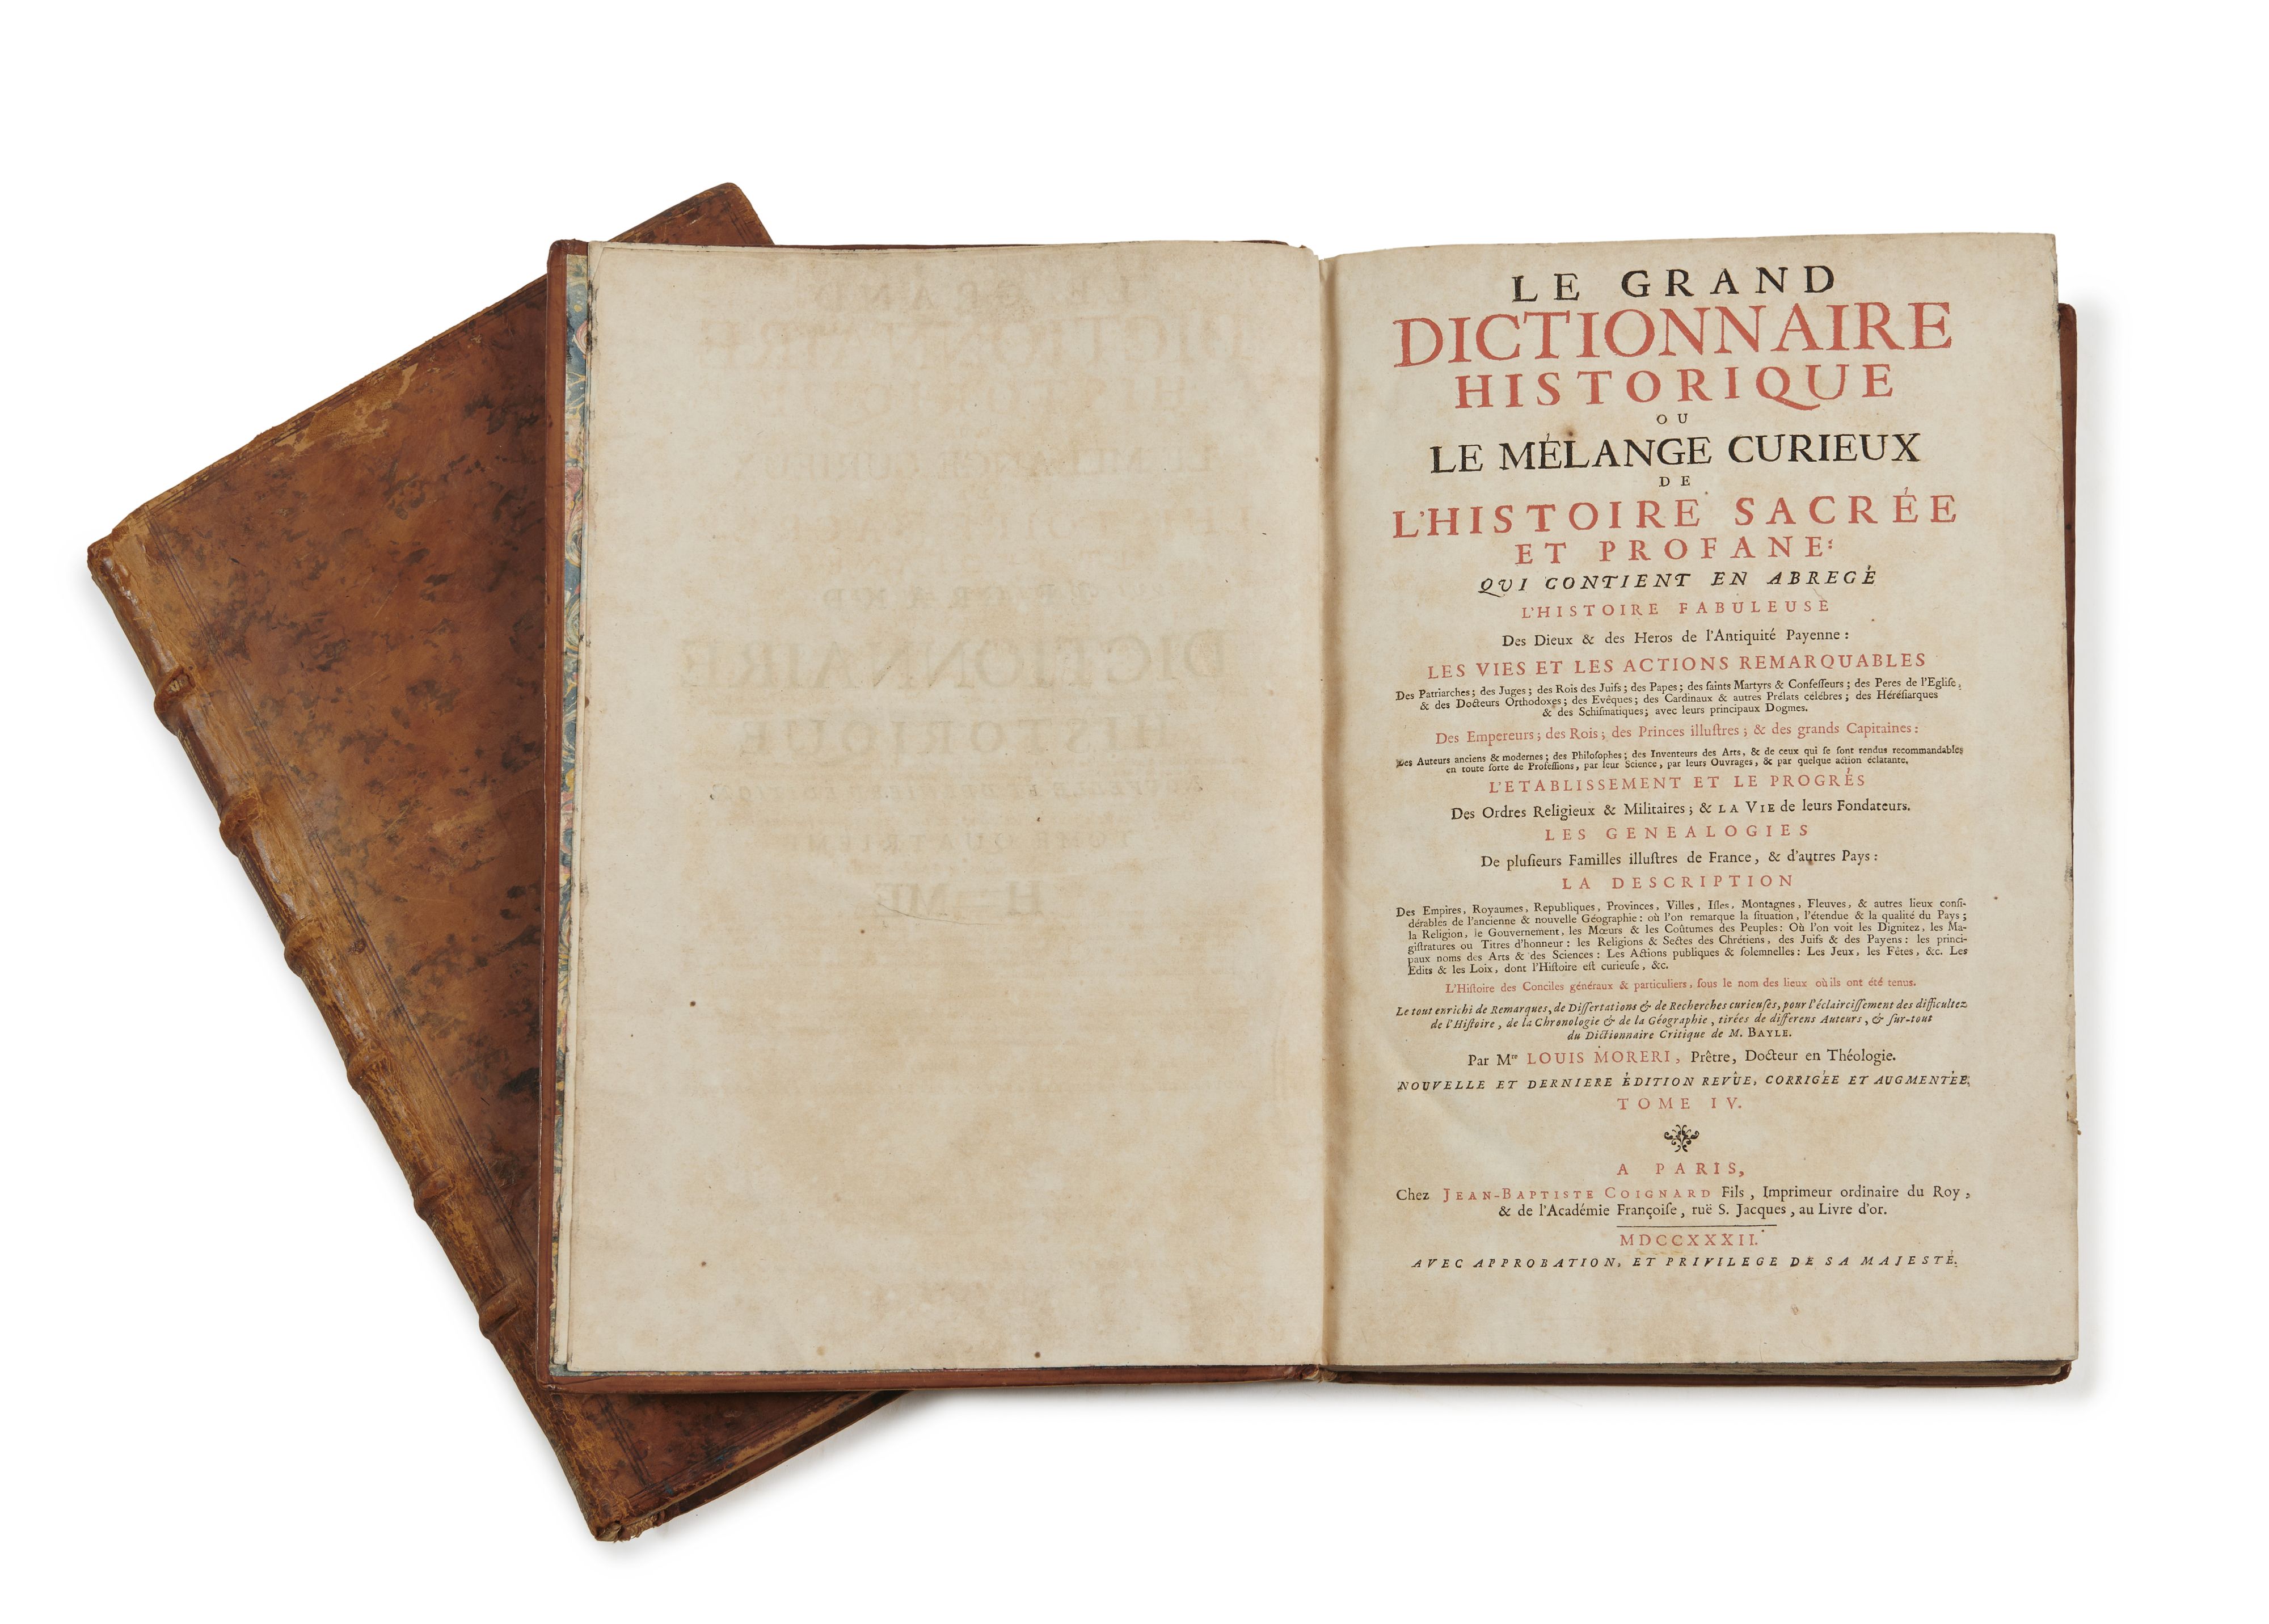 LE GRAND
DICTIONNAIRE
HISTORIQUE
OU
LE MÉLANGE CURIEUX
DE
L'HISTOIRE SACRÉE
ET PROFANE:
QUI CONTIENT EN ABREGÉ
L'HISTOIRE FABULEUSE
Des Dieux & des Heros de l'Antiquité Payenne:
LES VIES ET LES ACTIONS REMARQUABLES
Des Patriarches; des Juges; des Rois des Juifs; des Papes; des saints Martyrs & Confesseurs; des Peres de l'Eglise,
& des Docteurs Orthodoxes; des Evêques; des Cardinaux & autres Prélats célébres; des Hérésiarques
& des Schismatiques; avec leurs principaux Dogmes.
Des Empereurs; des Rois; des Princes illustres; & des grands Capitaines:
Des Auteurs anciens & modernes; des Philosophes; des Inventeurs des Arts, & de ceux qui se sont rendus recommandables
en toute sorte de Professions, par leur Science, par leurs Ouvrages, & par quelque action éclatante.
L'ETABLISSEMENT ET LE PROGRÉS
Des Ordres Religieux & Militaires; & LA VIE de leurs Fondateurs.
LES GENEALOGIES
De plusieurs Familles illustres de France, & d'autres Pays:
LA DESCRIPTION
Des Empires, Royaumes, Republiques, Provinces, Villes, Isles, Montagnes, Fleuves, & autres lieux consi-
dérables de l'ancienne & nouvelle Géographie: où l'on remarque la situation, l'étendue & la qualité du Pays;
la Religion, le Gouvernement, les Mœurs & les Coûtumes des Peuples: Où l'on voit les Dignitez, les Ma-
gistratures ou Titres d'honneur: les Religions & Sectes des Chrétiens, des Juifs & des Payens: les princi-
paux noms des Arts & des Sciences: Les Actions publiques & solemnelles: Les Jeux, les Fêtes, &c. Les
Edits & les Loix, dont l'Histoire est curieuse, &c.
L'Histoire des Conciles généraux & particuliers, sous le nom des lieux où ils ont été tenus.
Le tout enrichi de Remarques, de Dissertations & de Recherches curieuses, pour l'éclaircissement des difficultez
de l'Histoire, de la Chronologie & de la Géographie, tirées de differens Auteurs, & sur-tout
du Dictionnaire Critique de M. BAYLE.
Par Mre LOUIS MORERI, Prêtre, Docteur en Théologie.
NOUVELLE ET DERNIERE ÉDITION REVÛE, CORRIGÉE ET AUGMENTÉE.
TOME IV.
A PARIS,
Chez JEAN-BAPTISTE COIGNARD Fils, Imprimeur ordinaire du Roy,
& de l'Académie Françoise, ruë S. Jacques, au Livre d'or.
MDCCXXXII.
AVEC APPROBATION, ET PRIVILEGE DE SA MAJESTÉ.